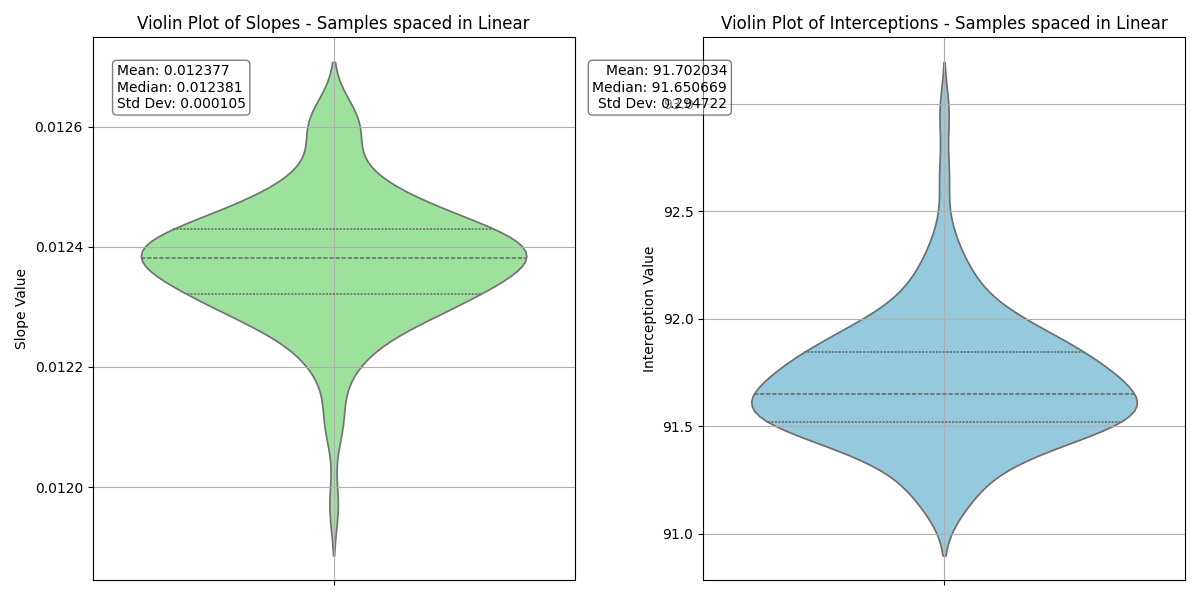 Violin Plot of Slopes - Samples spaced in Linear
Mean: 0.012377
Median: 0.012381
Std Dev: 0.000105
0.0126
0.0124
0.0122
0.0120
Slope Value
Violin Plot of Interceptions - Samples spaced in Linear
Mean: 91.702034
Median: 91.650669
Std Dev: 0.294722
93.0
92.5
92.0
91.5
91.0
Interception Value